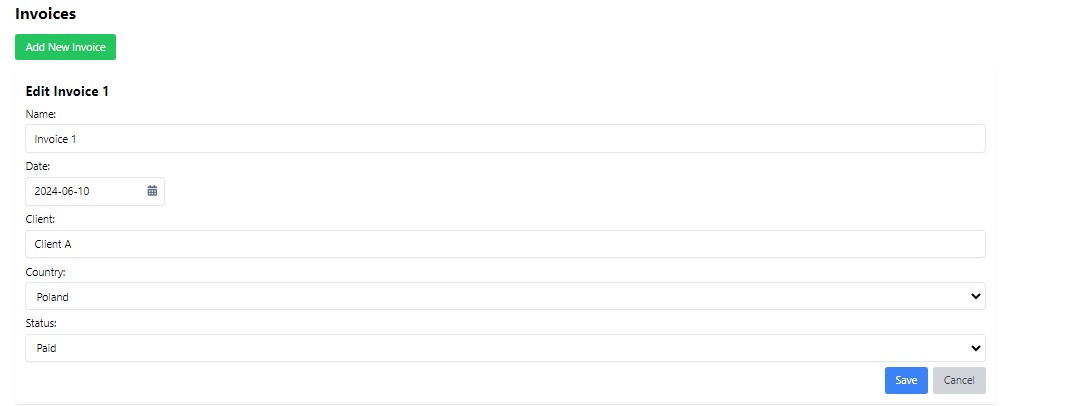 Invoices
Add New Invoice
Edit Invoice 1
Name:
Invoice 1
Date:
2024-06-10
Client:
Client A
Country:
Poland
Status:
Paid
Save Cancel